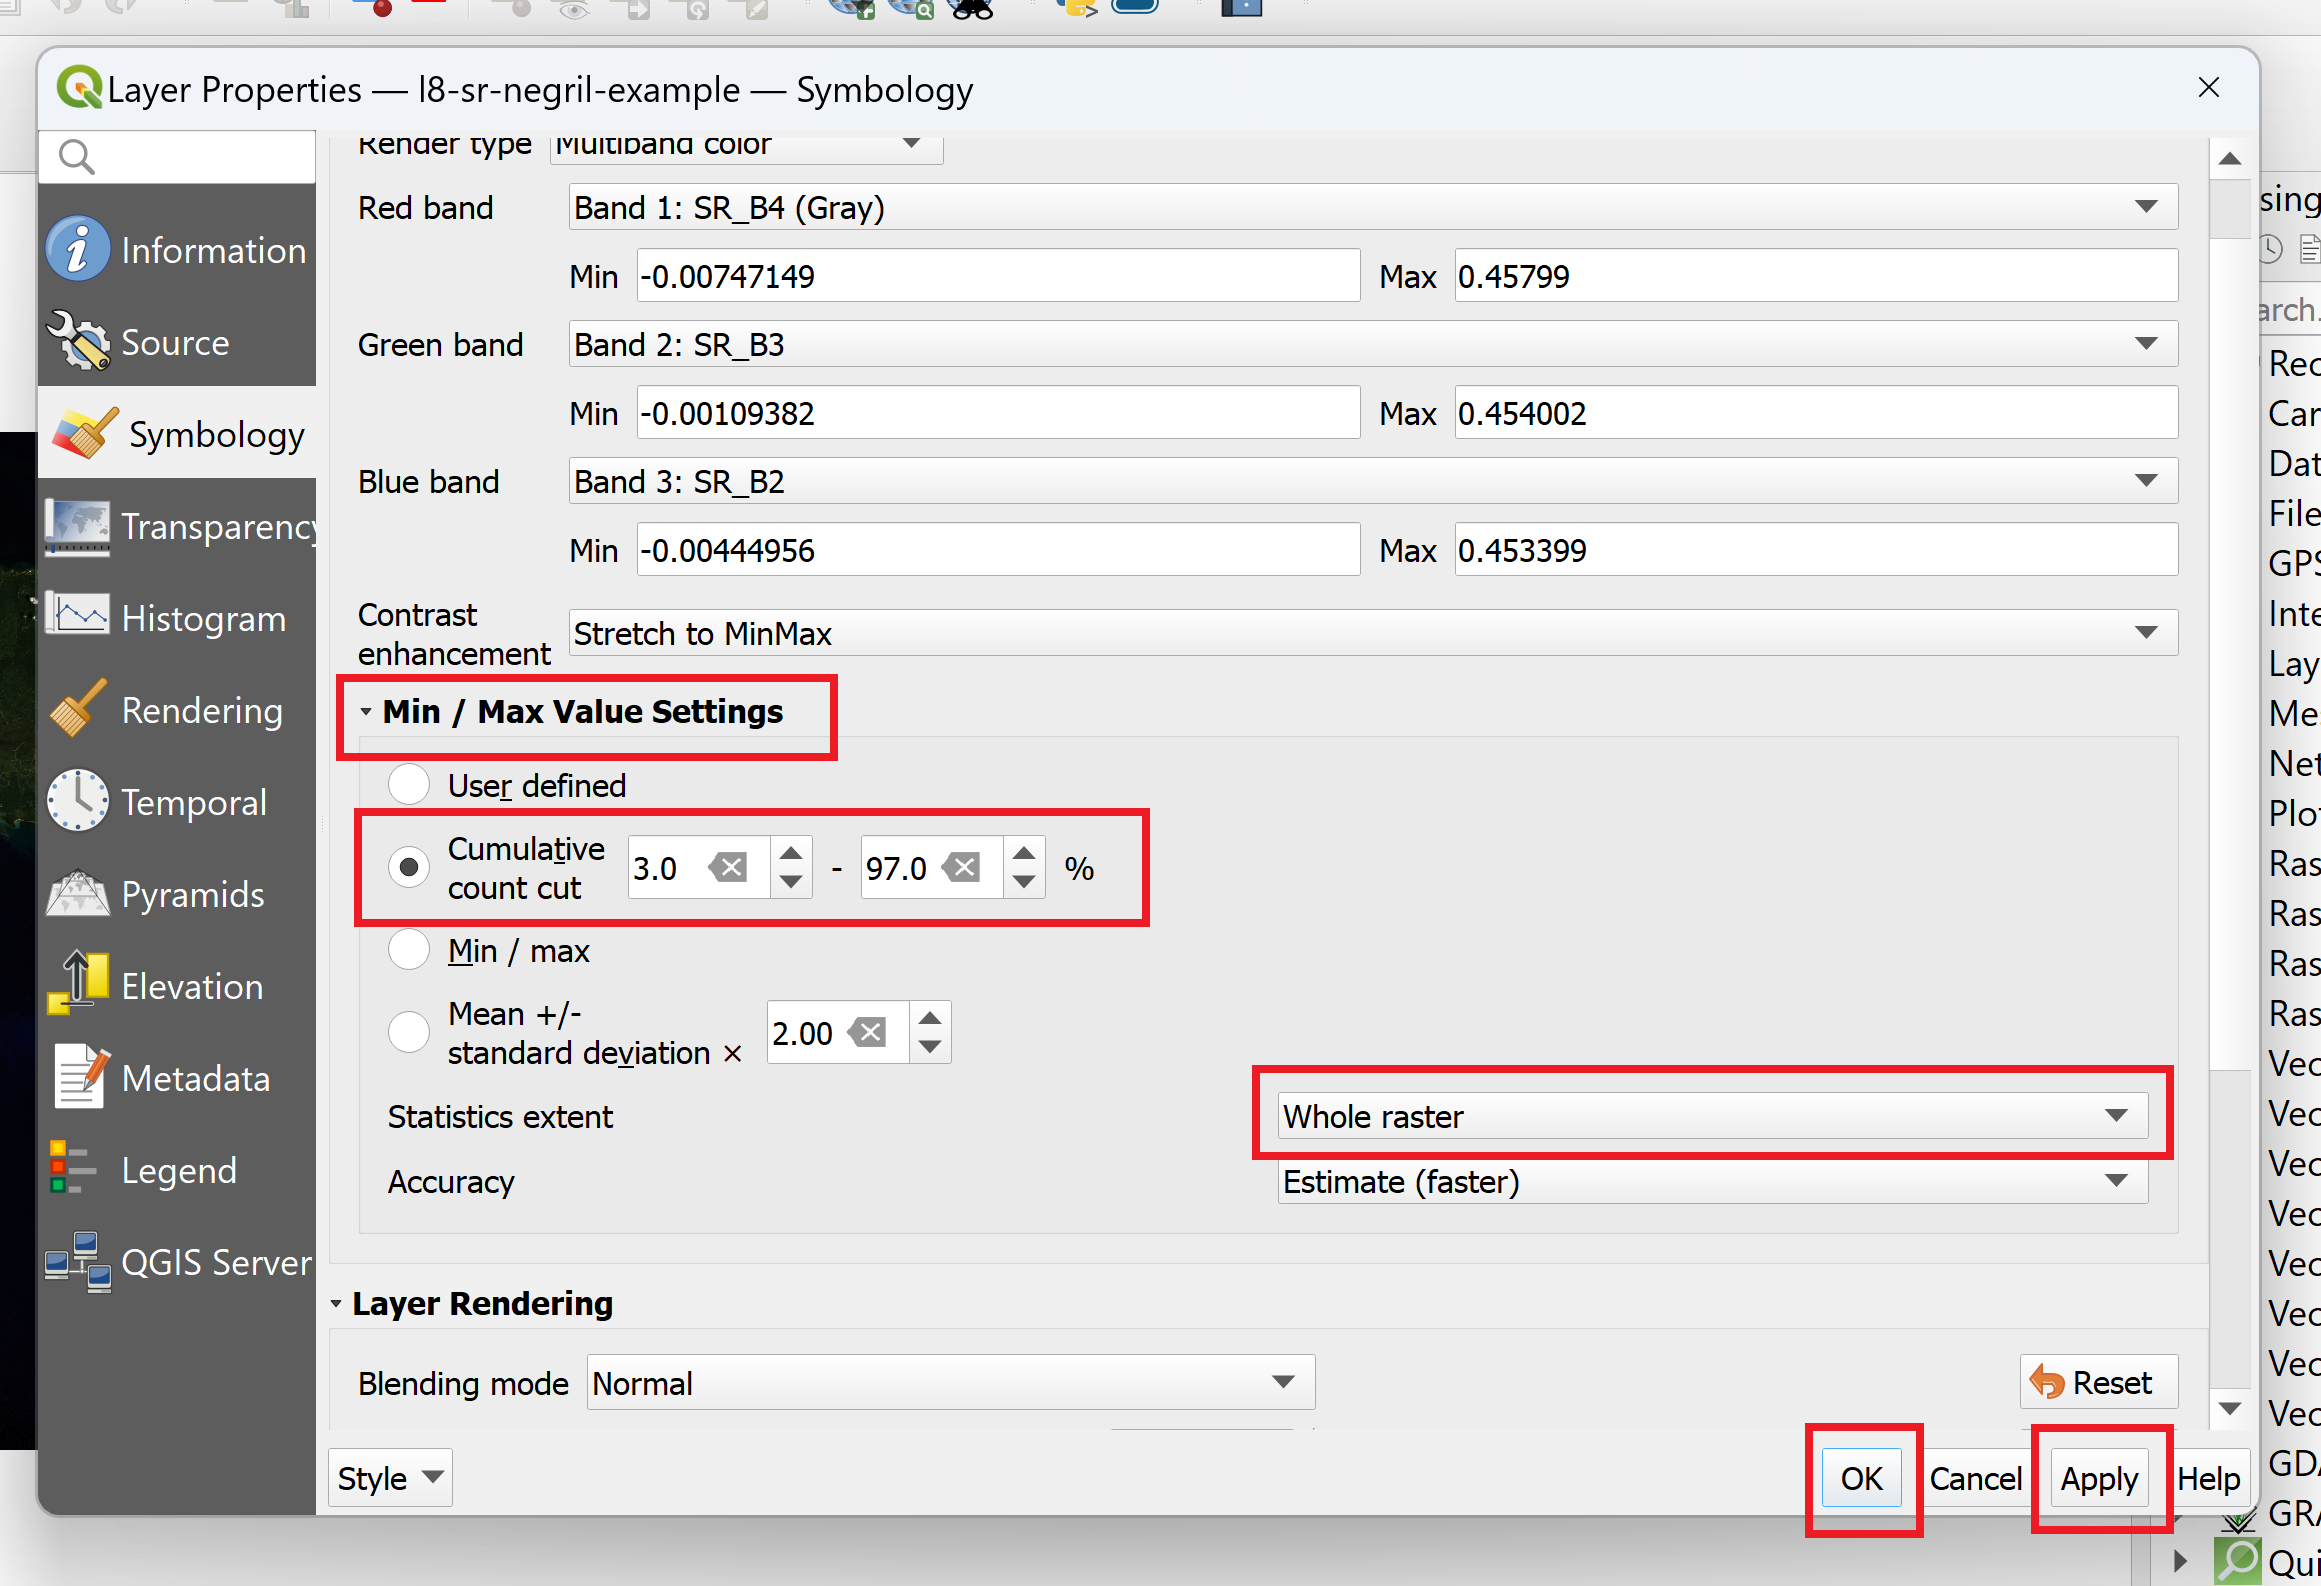 Layer Properties — l8-sr-negril-example — Symbology
Render type Multiband color
Red band Band 1: SR_B4 (Gray)
Min -0.00747149 Max 0.45799
Green band Band 2: SR_B3
Min -0.00109382 Max 0.454002
Blue band Band 3: SR_B2
Min -0.00444956 Max 0.453399
Contrast
enhancement Stretch to MinMax
Min / Max Value Settings
User defined
Cumulative
count cut 3.0 - 97.0 %
Min / max
Mean +/-
standard deviation × 2.00
Statistics extent Whole raster
Accuracy Estimate (faster)
Layer Rendering
Blending mode Normal Reset
Style OK Cancel Apply Help
Information
Source
Symbology
Transparency
Histogram
Rendering
Temporal
Pyramids
Elevation
Metadata
Legend
QGIS Server
sing
arch.
Rec
Car
Dat
File
GPS
Inte
Lay
Me
Net
Plo
Ras
Ras
Ras
Ras
Vec
Vec
Vec
Vec
Vec
Vec
Vec
Vec
GD
GRA
Qui